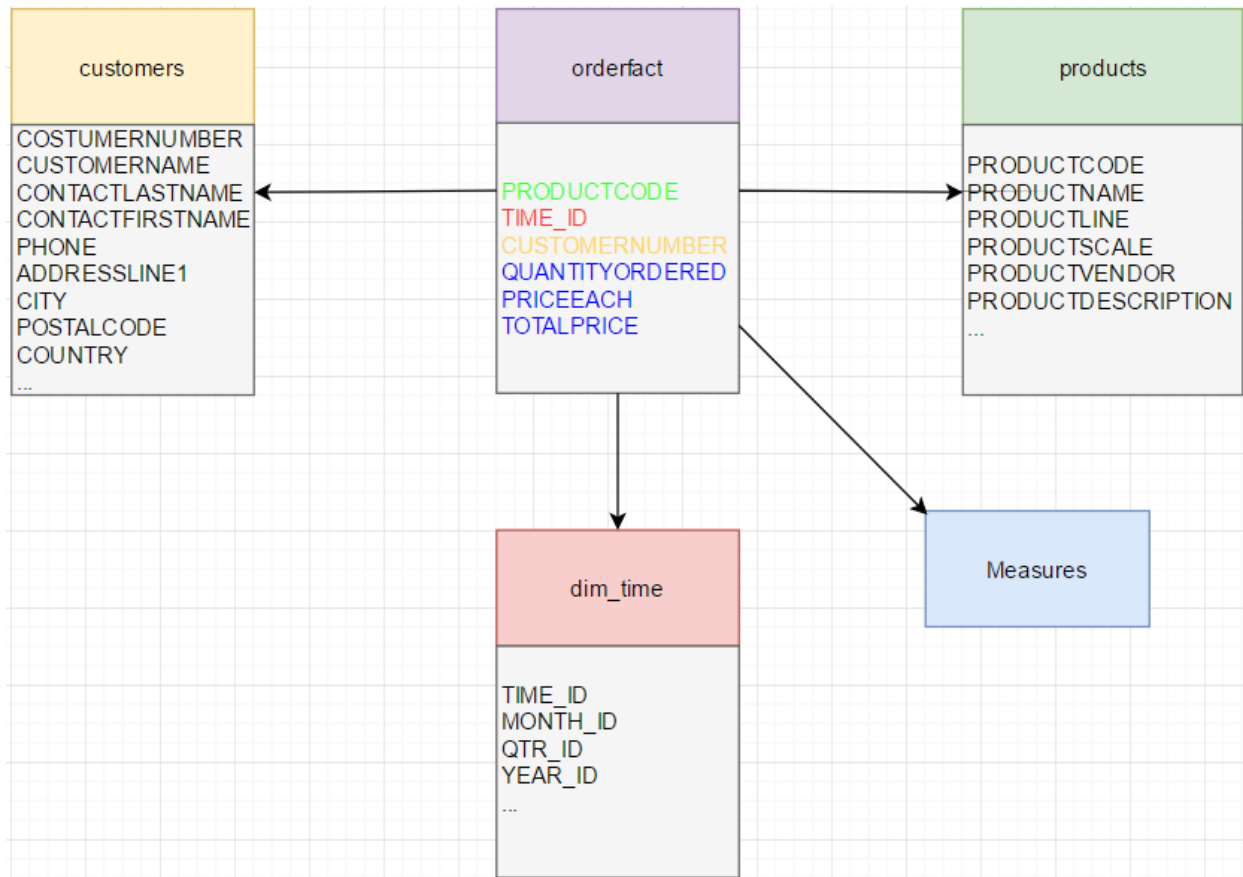 customers
COSTUMERNUMBER
CUSTOMERNAME
CONTACTLASTNAME
CONTACTFIRSTNAME
PHONE
ADDRESSLINE1
CITY
POSTALCODE
COUNTRY
...
orderfact
PRODUCTCODE
TIME_ID
CUSTOMERNUMBER
QUANTITYORDERED
PRICEEACH
TOTALPRICE
products
PRODUCTCODE
PRODUCTNAME
PRODUCTLINE
PRODUCTSCALE
PRODUCTVENDOR
PRODUCTDESCRIPTION
...
dim_time
TIME_ID
MONTH_ID
QTR_ID
YEAR_ID
...
Measures